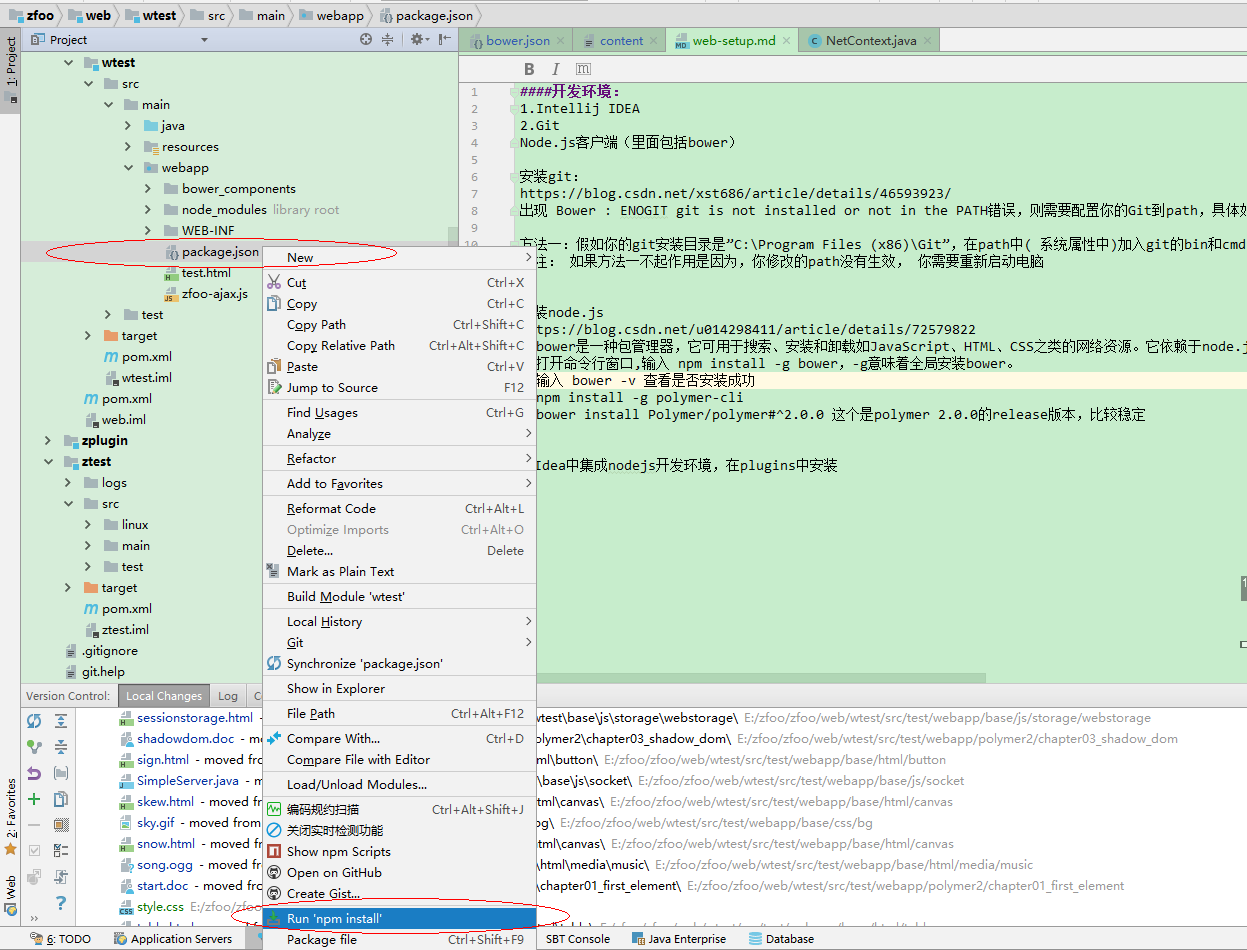 zfoo web wtest src main webapp package.json
1: Project
Project
bower.json content web-setup.md NetContext.java
B I m
wtest
src
main
java
resources
webapp
bower_components
node_modules library root
WEB-INF
package.json
test.html
zfoo-ajax.js
test
target
pom.xml
wtest.iml
pom.xml
web.iml
zplugin
ztest
logs
src
linux
main
test
target
pom.xml
ztest.iml
.gitignore
git.help
1 ####开发环境：
2 1.Intellij IDEA
3 2.Git
4 Node.js客户端（里面包括bower）
5
6 安装git：
7 https://blog.csdn.net/xst686/article/details/46593923/
8 出现 Bower : ENOGIT git is not installed or not in the PATH错误，则需要配置你的Git到path，具体
9
10 方法一：假如你的git安装目录是”C:\Program Files (x86)\Git”，在path中( 系统属性中)加入git的bin和cmd
注： 如果方法一不起作用是因为，你修改的path没有生效， 你需要重新启动电脑
装node.js
tps://blog.csdn.net/u014298411/article/details/72579822
bower是一种包管理器，它可用于搜索、安装和卸载如JavaScript、HTML、CSS之类的网络资源。它依赖于node.j
打开命令行窗口,输入 npm install -g bower，-g意味着全局安装bower。
输入 bower -v 查看是否安装成功
npm install -g polymer-cli
bower install Polymer/polymer#^2.0.0 这个是polymer 2.0.0的release版本，比较稳定
Idea中集成nodejs开发环境，在plugins中安装
New
Cut Ctrl+X
Copy Ctrl+C
Copy Path Ctrl+Shift+C
Copy Relative Path Ctrl+Alt+Shift+C
Paste Ctrl+V
Jump to Source F12
Find Usages Ctrl+G
Analyze
Refactor
Add to Favorites
Reformat Code Ctrl+Alt+L
Optimize Imports Ctrl+Alt+O
Delete... Delete
Mark as Plain Text
Build Module 'wtest'
Local History
Git
Synchronize 'package.json'
Show in Explorer
File Path Ctrl+Alt+F12
Compare With... Ctrl+D
Compare File with Editor
Load/Unload Modules...
编码规约扫描 Ctrl+Alt+Shift+J
关闭实时检测功能
Show npm Scripts
Open on GitHub
Create Gist...
Run 'npm install'
Package file Ctrl+Shift+F9
Version Control: Local Changes Log C
sessionstorage.html - wtest\base\js\storage\webstorage\ E:/zfoo/zfoo/web/wtest/src/test/webapp/base/js/storage/webstorage
shadowdom.doc - mo olymer2\chapter03_shadow_dom\ E:/zfoo/zfoo/web/wtest/src/test/webapp/polymer2/chapter03_shadow_dom
sign.html - moved fro ml\button\ E:/zfoo/zfoo/web/wtest/src/test/webapp/base/html/button
SimpleServer.java - m \base\js\socket\ E:/zfoo/zfoo/web/wtest/src/test/webapp/base/js/socket
skew.html - moved fr tml\canvas\ E:/zfoo/zfoo/web/wtest/src/test/webapp/base/html/canvas
sky.gif - moved from bg\ E:/zfoo/zfoo/web/wtest/src/test/webapp/base/css/bg
snow.html - moved fr tml\canvas\ E:/zfoo/zfoo/web/wtest/src/test/webapp/base/html/canvas
song.ogg - moved fro \html\media\music\ E:/zfoo/zfoo/web/wtest/src/test/webapp/base/html/media/music
start.doc - moved fro \chapter01_first_element\ E:/zfoo/zfoo/web/wtest/src/test/webapp/polymer2/chapter01_first_element
style.css E:/zfoo/zfo
2: Favorites
Web
6: TODO Application Servers SBT Console Java Enterprise Database